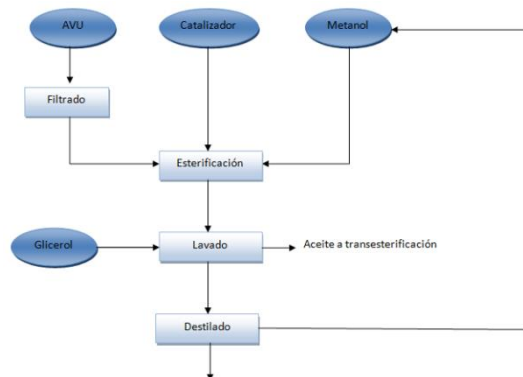 AVU
Catalizador
Metanol
Filtrado
Esterificación
Glicerol
Lavado
Aceite a transesterificación
Destilado